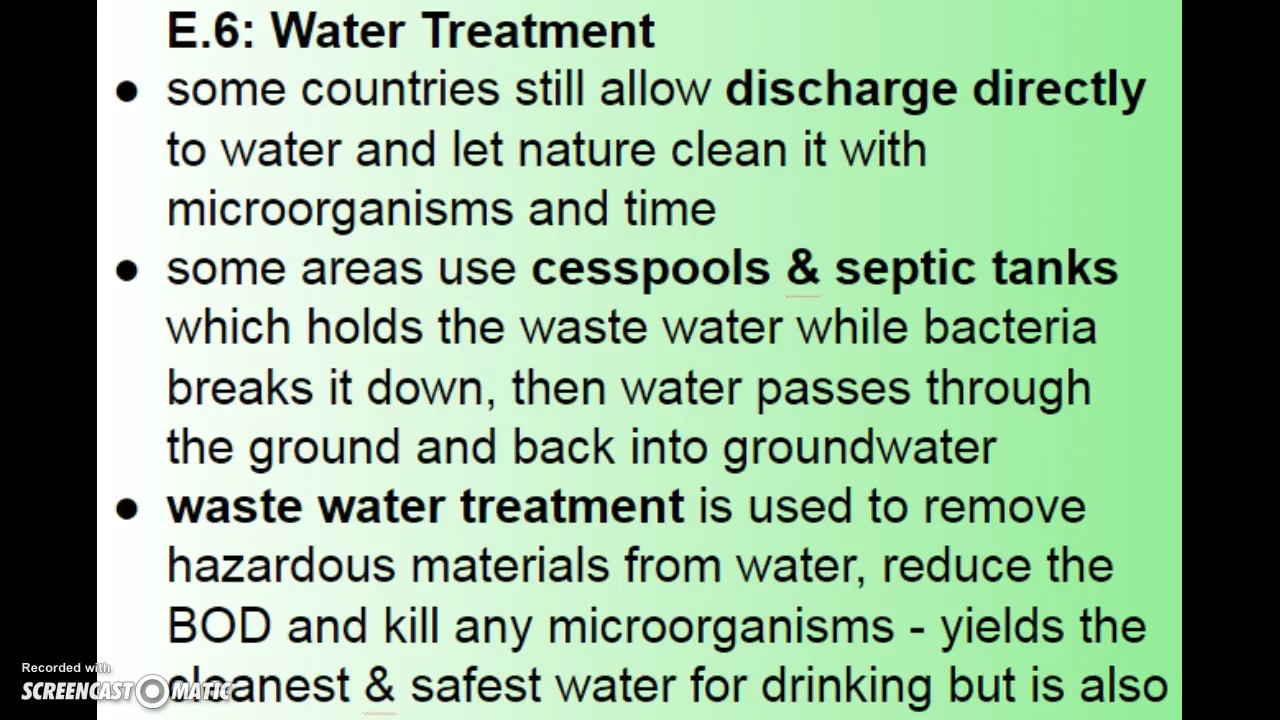 E.6: Water Treatment
● some countries still allow discharge directly
to water and let nature clean it with
microorganisms and time
● some areas use cesspools & septic tanks
which holds the waste water while bacteria
breaks it down, then water passes through
the ground and back into groundwater
● waste water treatment is used to remove
hazardous materials from water, reduce the
BOD and kill any microorganisms - yields the
cleanest & safest water for drinking but is also
Recorded with
SCREENCAST-O-MATIC